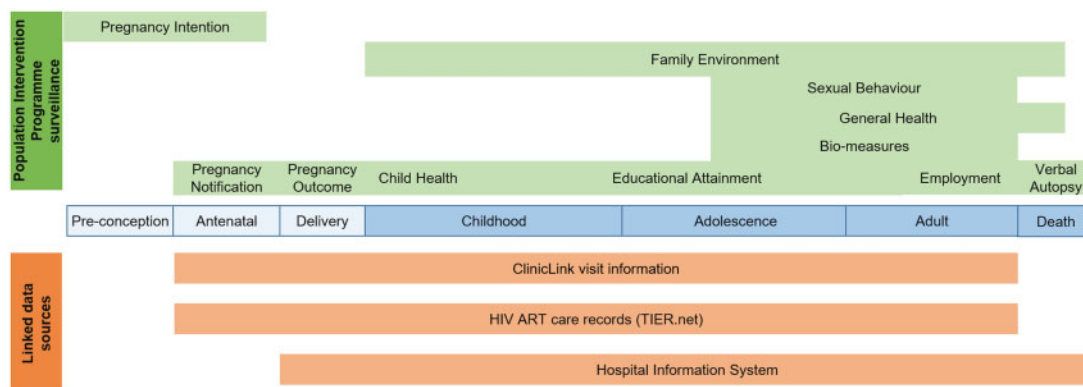 Population Intervention
Programme
surveillance
Pregnancy Intention
Family Environment
Sexual Behaviour
General Health
Bio-measures
Pregnancy
Notification
Pregnancy
Outcome
Child Health
Educational Attainment
Employment
Verbal
Autopsy
Pre-conception
Antenatal
Delivery
Childhood
Adolescence
Adult
Death
Linked data
sources
ClinicLink visit information
HIV ART care records (TIER.net)
Hospital Information System